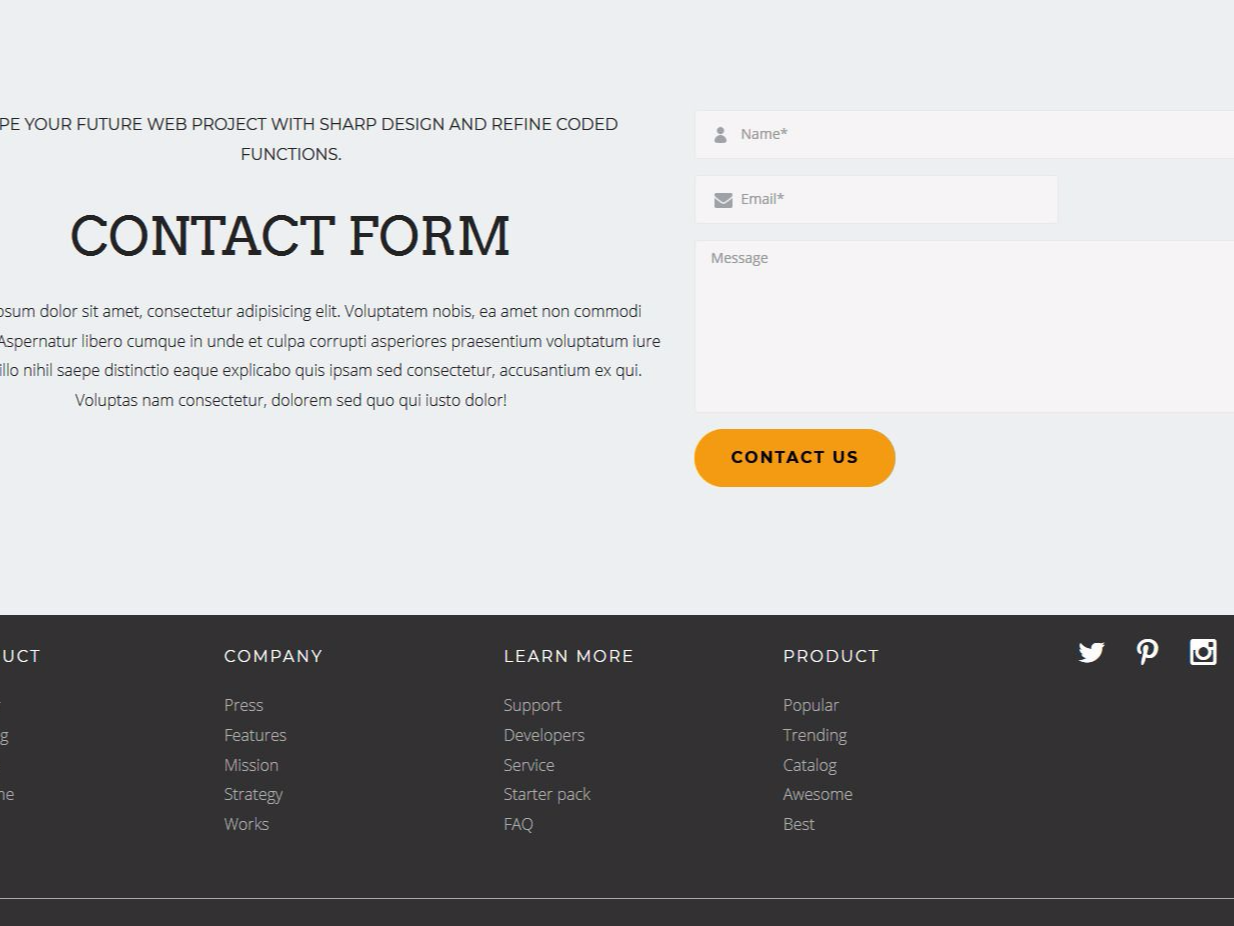 PE YOUR FUTURE WEB PROJECT WITH SHARP DESIGN AND REFINE CODED
FUNCTIONS.
CONTACT FORM
psum dolor sit amet, consectetur adipisicing elit. Voluptatem nobis, ea amet non commodi
Aspernatur libero cumque in unde et culpa corrupti asperiores praesentium voluptatum iure
illo nihil saepe distinctio eaque explicabo quis ipsam sed consectetur, accusantium ex qui.
Voluptas nam consectetur, dolorem sed quo qui iusto dolor!
Name*
Email*
Message
CONTACT US
UCT
COMPANY
Press
Features
Mission
Strategy
Works
LEARN MORE
Support
Developers
Service
Starter pack
FAQ
PRODUCT
Popular
Trending
Catalog
Awesome
Best